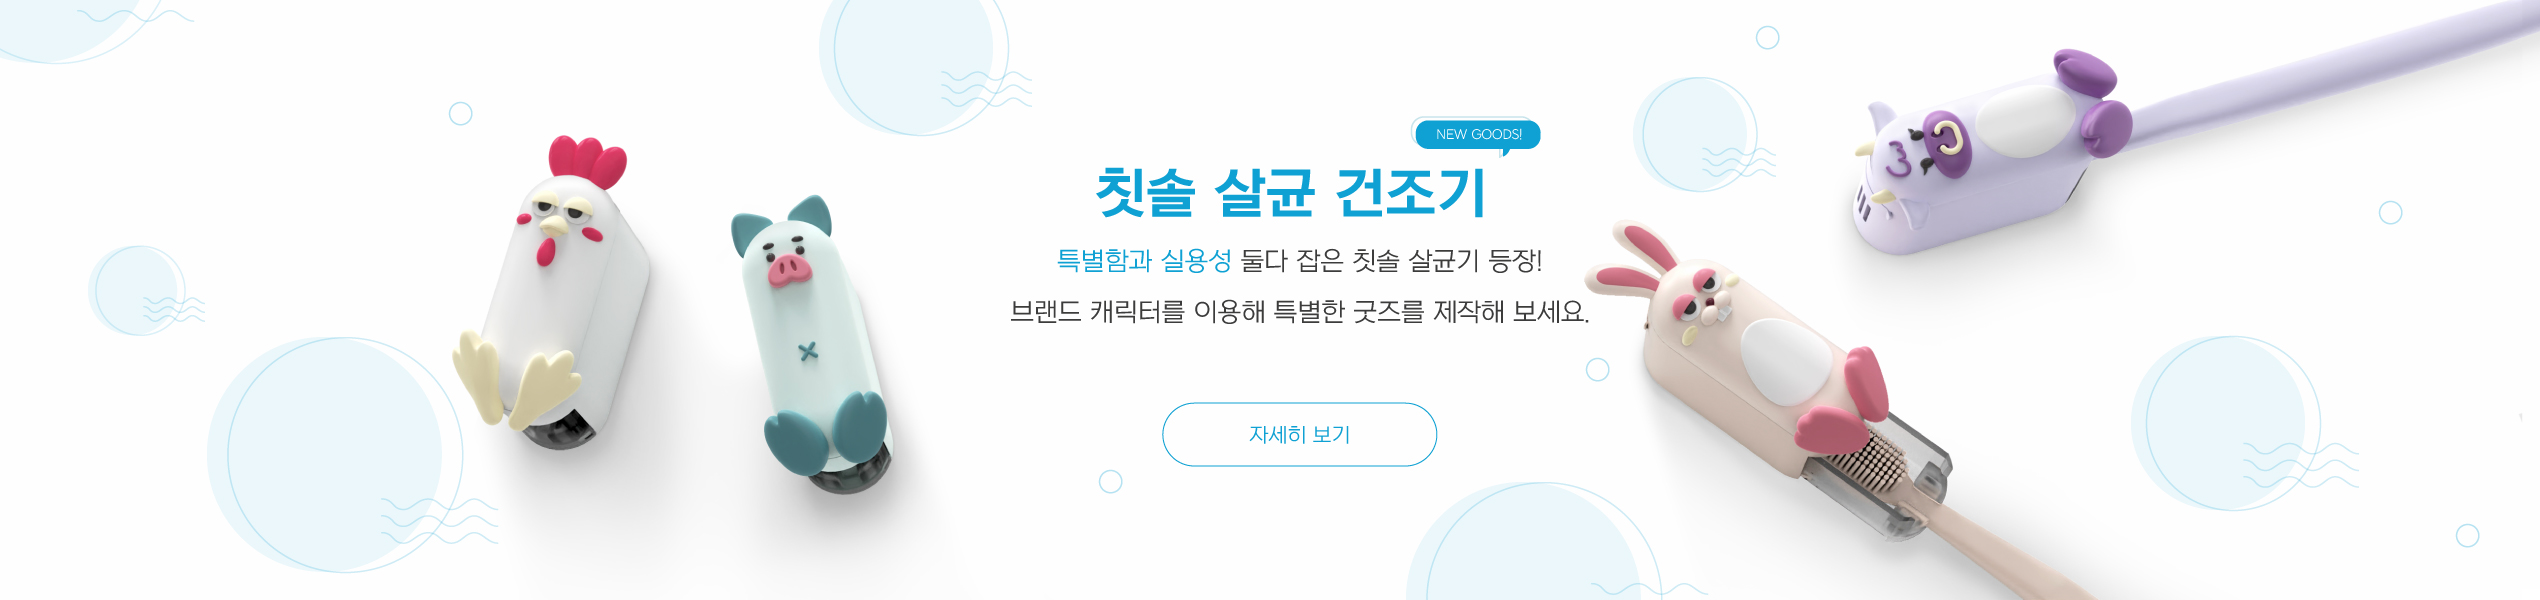 NEW GOODS!
칫솔 살균 건조기
특별함과 실용성 둘다 잡은 칫솔 살균기 등장!
브랜드 캐릭터를 이용해 특별한 굿즈를 제작해 보세요.
자세히 보기